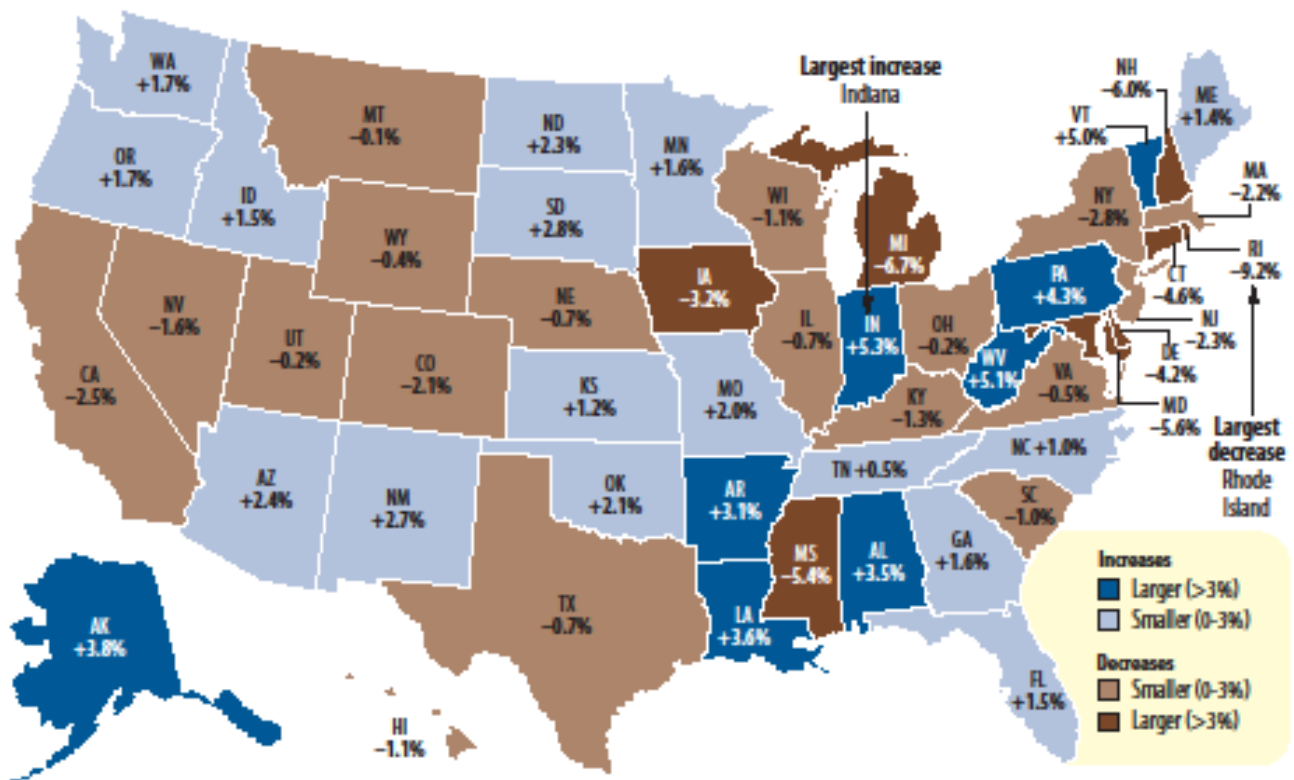 WA
+1.7%
OR
+1.7%
ID
+1.5%
MT
−0.1%
ND
+2.3%
MN
+1.6%
SD
+2.8%
WY
−0.4%
NE
−0.7%
IA
−3.2%
WI
−1.1%
MI
−6.7%
Largest increase
Indiana
NH
−6.0%
VT
+5.0%
ME
+1.4%
MA
−2.2%
NY
−2.8%
RI
−9.2%
CT
−4.6%
PA
+4.3%
NJ
−2.3%
DE
−4.2%
MD
−5.6%
Largest
decrease
Rhode
Island
CA
−2.5%
NV
−1.6%
UT
−0.2%
CO
−2.1%
KS
+1.2%
MO
+2.0%
IL
−0.7%
IN
+5.3%
OH
−0.2%
WV
+5.1%
VA
−0.5%
KY
−1.3%
TN +0.5%
NC +1.0%
SC
−1.0%
AZ
+2.4%
NM
+2.7%
OK
+2.1%
AR
+3.1%
MS
−5.4%
AL
+3.5%
GA
+1.6%
TX
−0.7%
LA
+3.6%
FL
+1.5%
AK
+3.8%
HI
−1.1%
Increases
Larger (>3%)
Smaller (0-3%)
Decreases
Smaller (0-3%)
Larger (>3%)